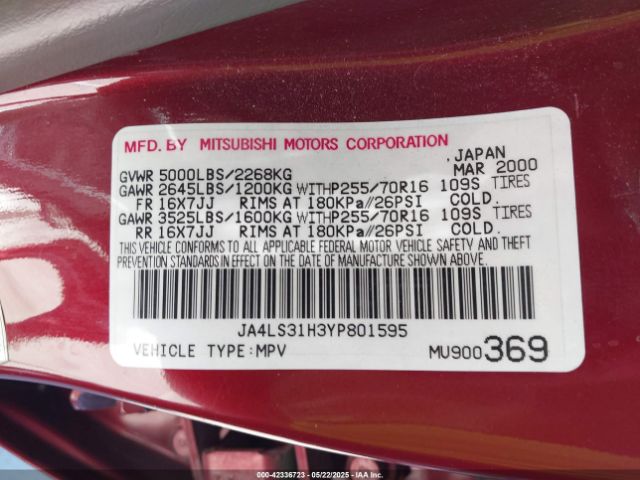 MFD. BY MITSUBISHI MOTORS CORPORATION
JAPAN
GVWR 5000LBS/2268KG MAR 2000
GAWR 2645LBS/1200KG WITHP255/70R16 109S TIRES
FR 16X7JJ RIMS AT 180KPa//26PSI COLD.
GAWR 3525LBS/1600KG WITHP255/70R16 109S TIRES
RR 16X7JJ RIMS AT 180KPa//26PSI COLD.
THIS VEHICLE CONFORMS TO ALL APPLICABLE FEDERAL MOTOR VEHICLE SAFETY AND THEFT
PREVENTION STANDARDS IN EFFECT ON THE DATE OF MANUFACTURE SHOWN ABOVE.
JA4LS31H3YP801595
VEHICLE TYPE:MPV MU900369
IAA - 42336723 - 05/22/2025 - IAAI.COM